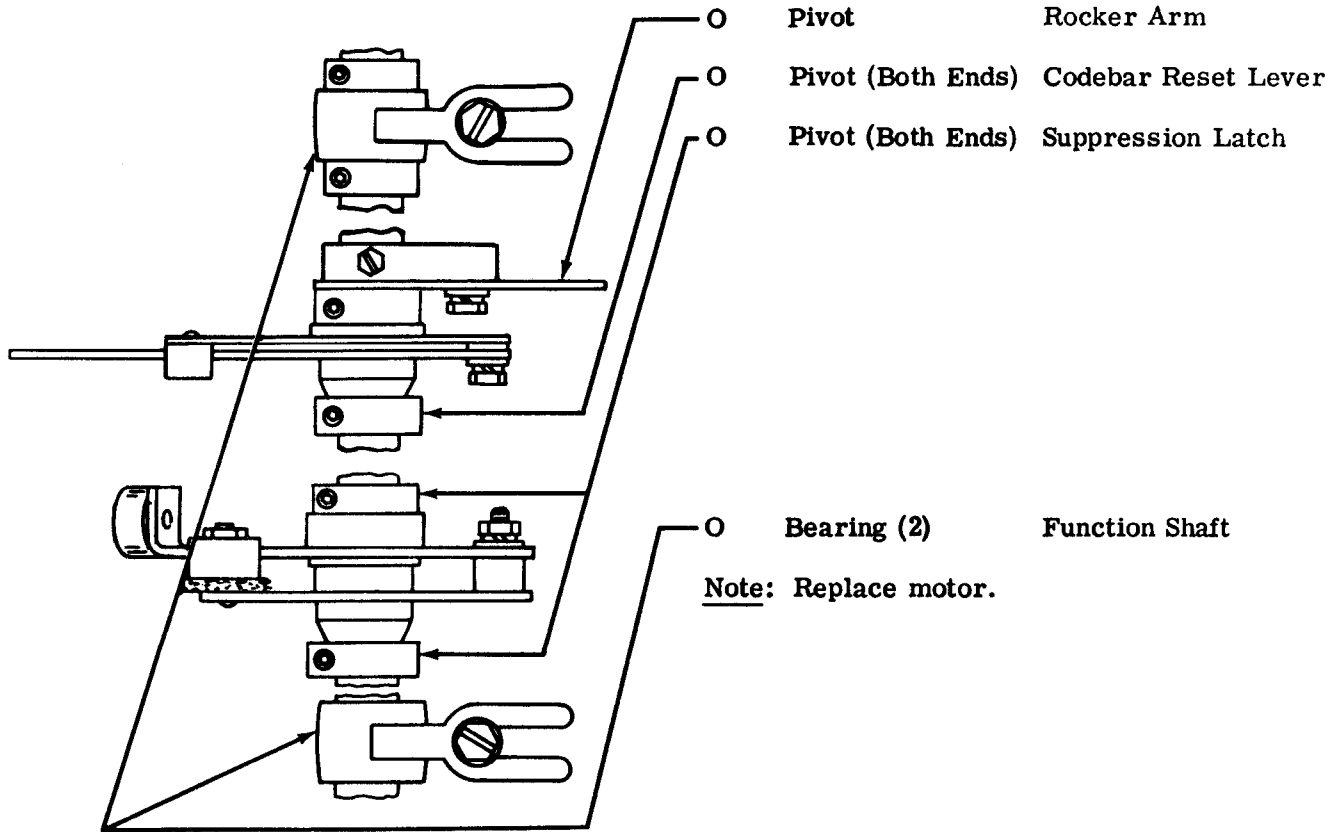 O Pivot Rocker Arm
O Pivot (Both Ends) Codebar Reset Lever
O Pivot (Both Ends) Suppression Latch
O Bearing (2) Function Shaft
Note: Replace motor.